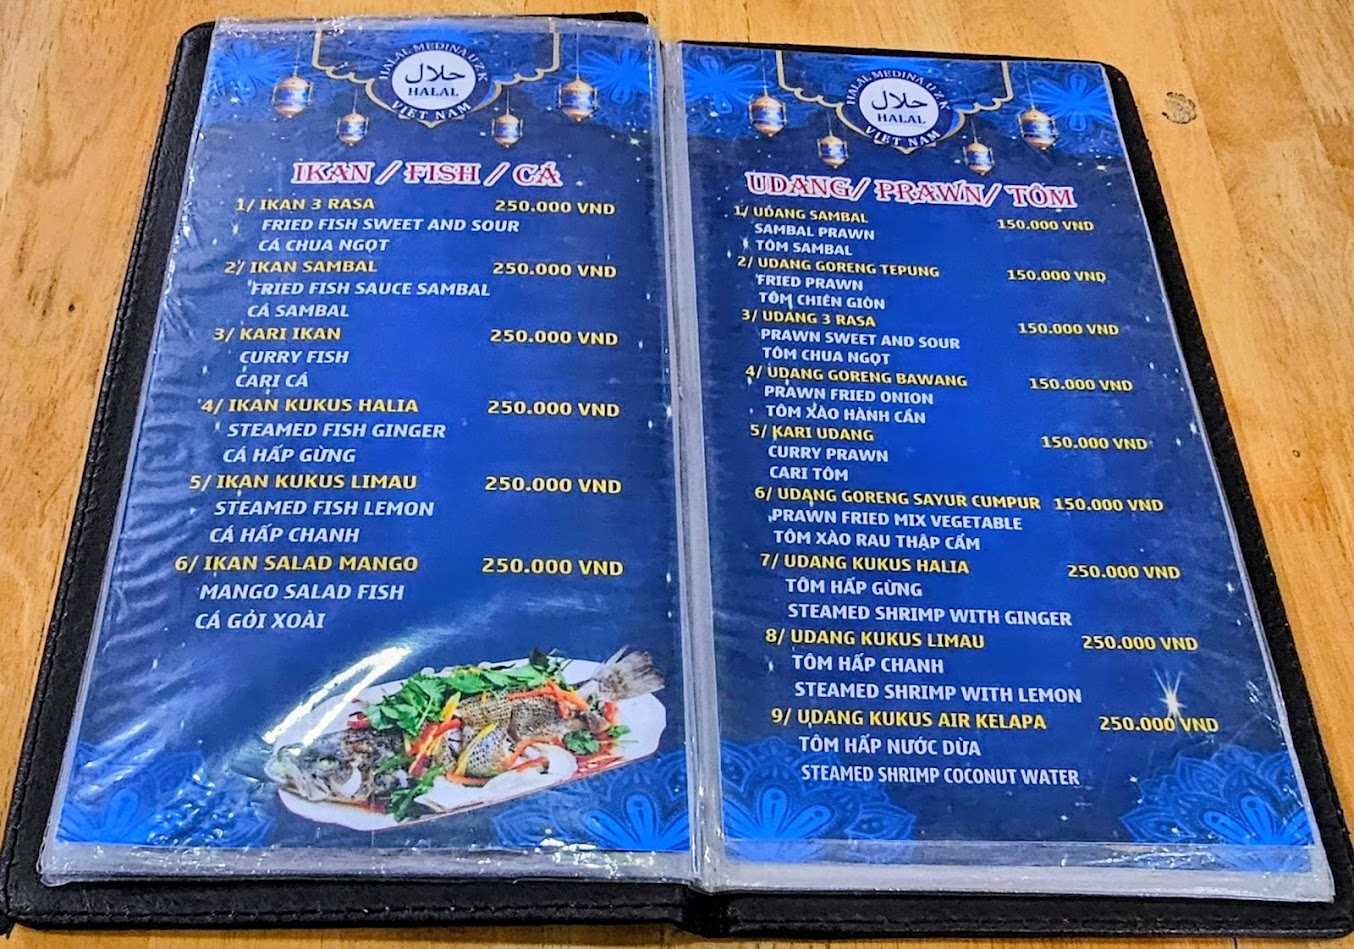 HALAL MEDINA UZK
حلال
HALAL
VIET NAM
IKAN / FISH / CÁ
1/ IKAN 3 RASA 250.000 VND
FRIED FISH SWEET AND SOUR
CÁ CHUA NGỌT
2/ IKAN SAMBAL 250.000 VND
FRIED FISH SAUCE SAMBAL
CÁ SAMBAL
3/ KARI IKAN 250.000 VND
CURRY FISH
CARI CÁ
4/ IKAN KUKUS HALIA 250.000 VND
STEAMED FISH GINGER
CÁ HẤP GỪNG
5/ IKAN KUKUS LIMAU 250.000 VND
STEAMED FISH LEMON
CÁ HẤP CHANH
6/ IKAN SALAD MANGO 250.000 VND
MANGO SALAD FISH
CÁ GỎI XOÀI
HALAL MEDINA UZK
حلال
HALAL
VIET NAM
UDANG/ PRAWN/ TÔM
1/ UDANG SAMBAL 150.000 VND
SAMBAL PRAWN
TÔM SAMBAL
2/ UDANG GORENG TEPUNG 150.000 VND
FRIED PRAWN
TÔM CHIÊN GIÒN
3/ UDANG 3 RASA 150.000 VND
PRAWN SWEET AND SOUR
TÔM CHUA NGỌT
4/ UDANG GORENG BAWANG 150.000 VND
PRAWN FRIED ONION
TÔM XÀO HÀNH CẦN
5/ KARI UDANG 150.000 VND
CURRY PRAWN
CARI TÔM
6/ UDANG GORENG SAYUR CUMPUR 150.000 VND
PRAWN FRIED MIX VEGETABLE
TÔM XÀO RAU THẬP CẨM
7/ UDANG KUKUS HALIA 250.000 VND
TÔM HẤP GỪNG
STEAMED SHRIMP WITH GINGER
8/ UDANG KUKUS LIMAU 250.000 VND
TÔM HẤP CHANH
STEAMED SHRIMP WITH LEMON
9/ UDANG KUKUS AIR KELAPA 250.000 VND
TÔM HẤP NƯỚC DỪA
STEAMED SHRIMP COCONUT WATER